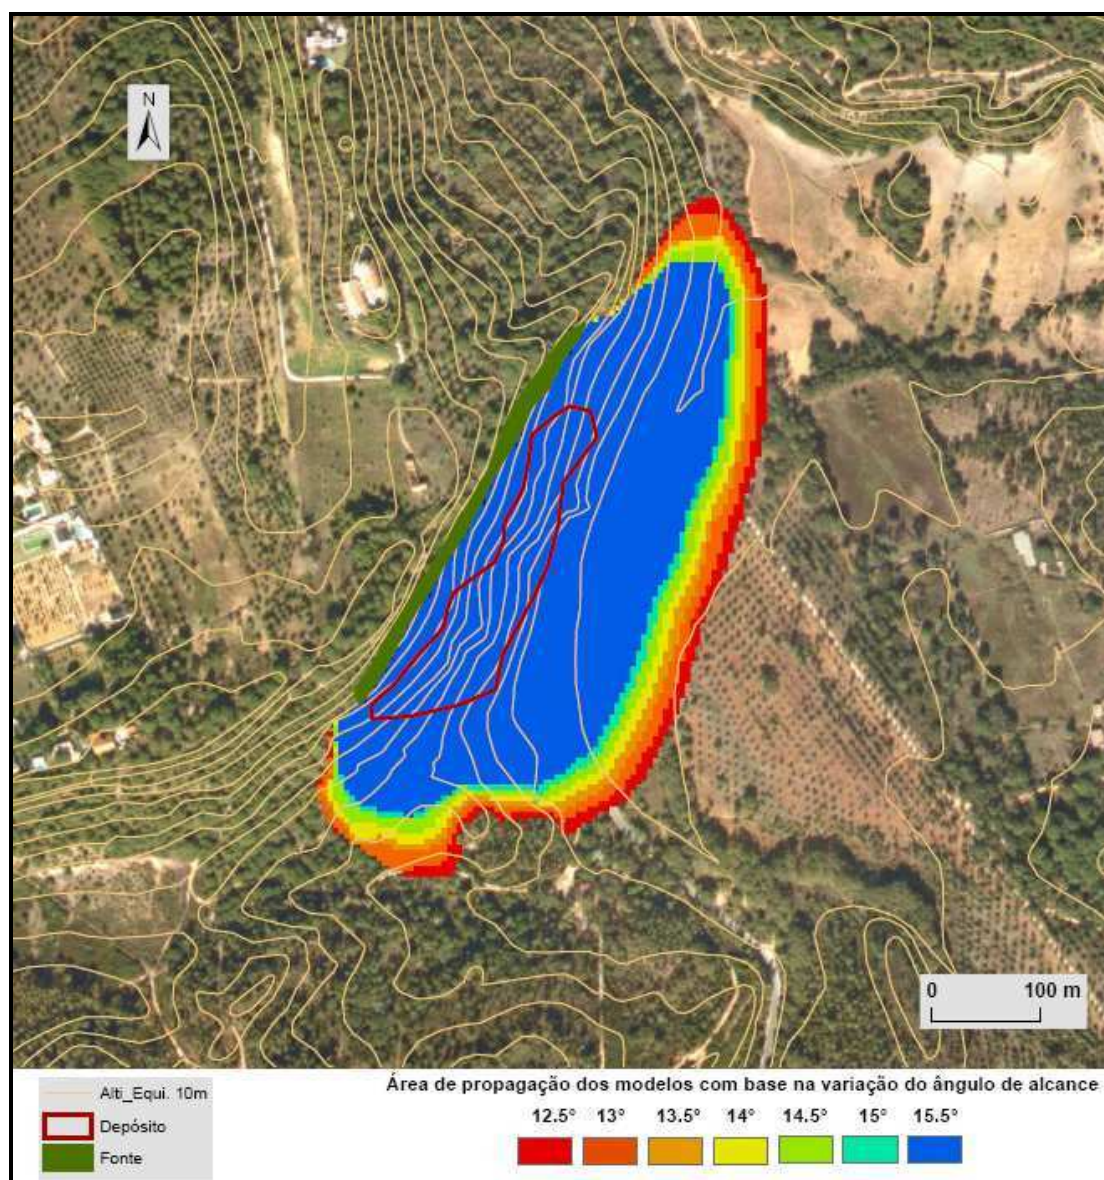 N
0 100 m
Área de propagação dos modelos com base na variação do ângulo de alcance
Alti_Equi. 10m
Depósito
Fonte
12.5° 13° 13.5° 14° 14.5° 15° 15.5°